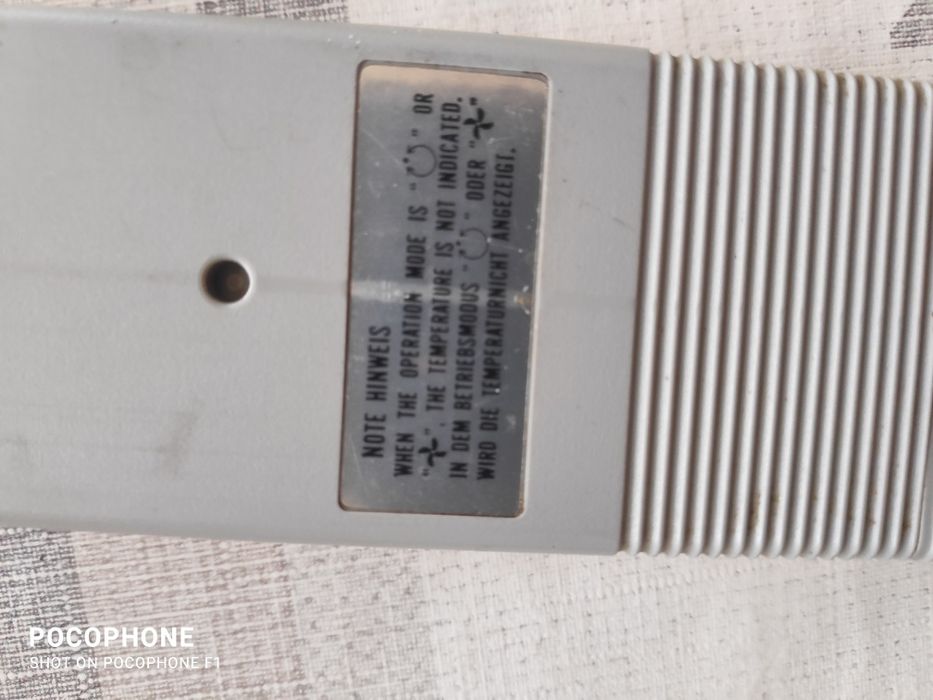 NOTE HINWEIS
WHEN THE OPERATION MODE IS " " OR
" ", THE TEMPERATURE IS NOT INDICATED.
IN DEM BETRIEBSMODUS " " ODER " "
WIRD DIE TEMPERATURNICHT ANGEZEIGT.
POCOPHONE
SHOT ON POCOPHONE F1